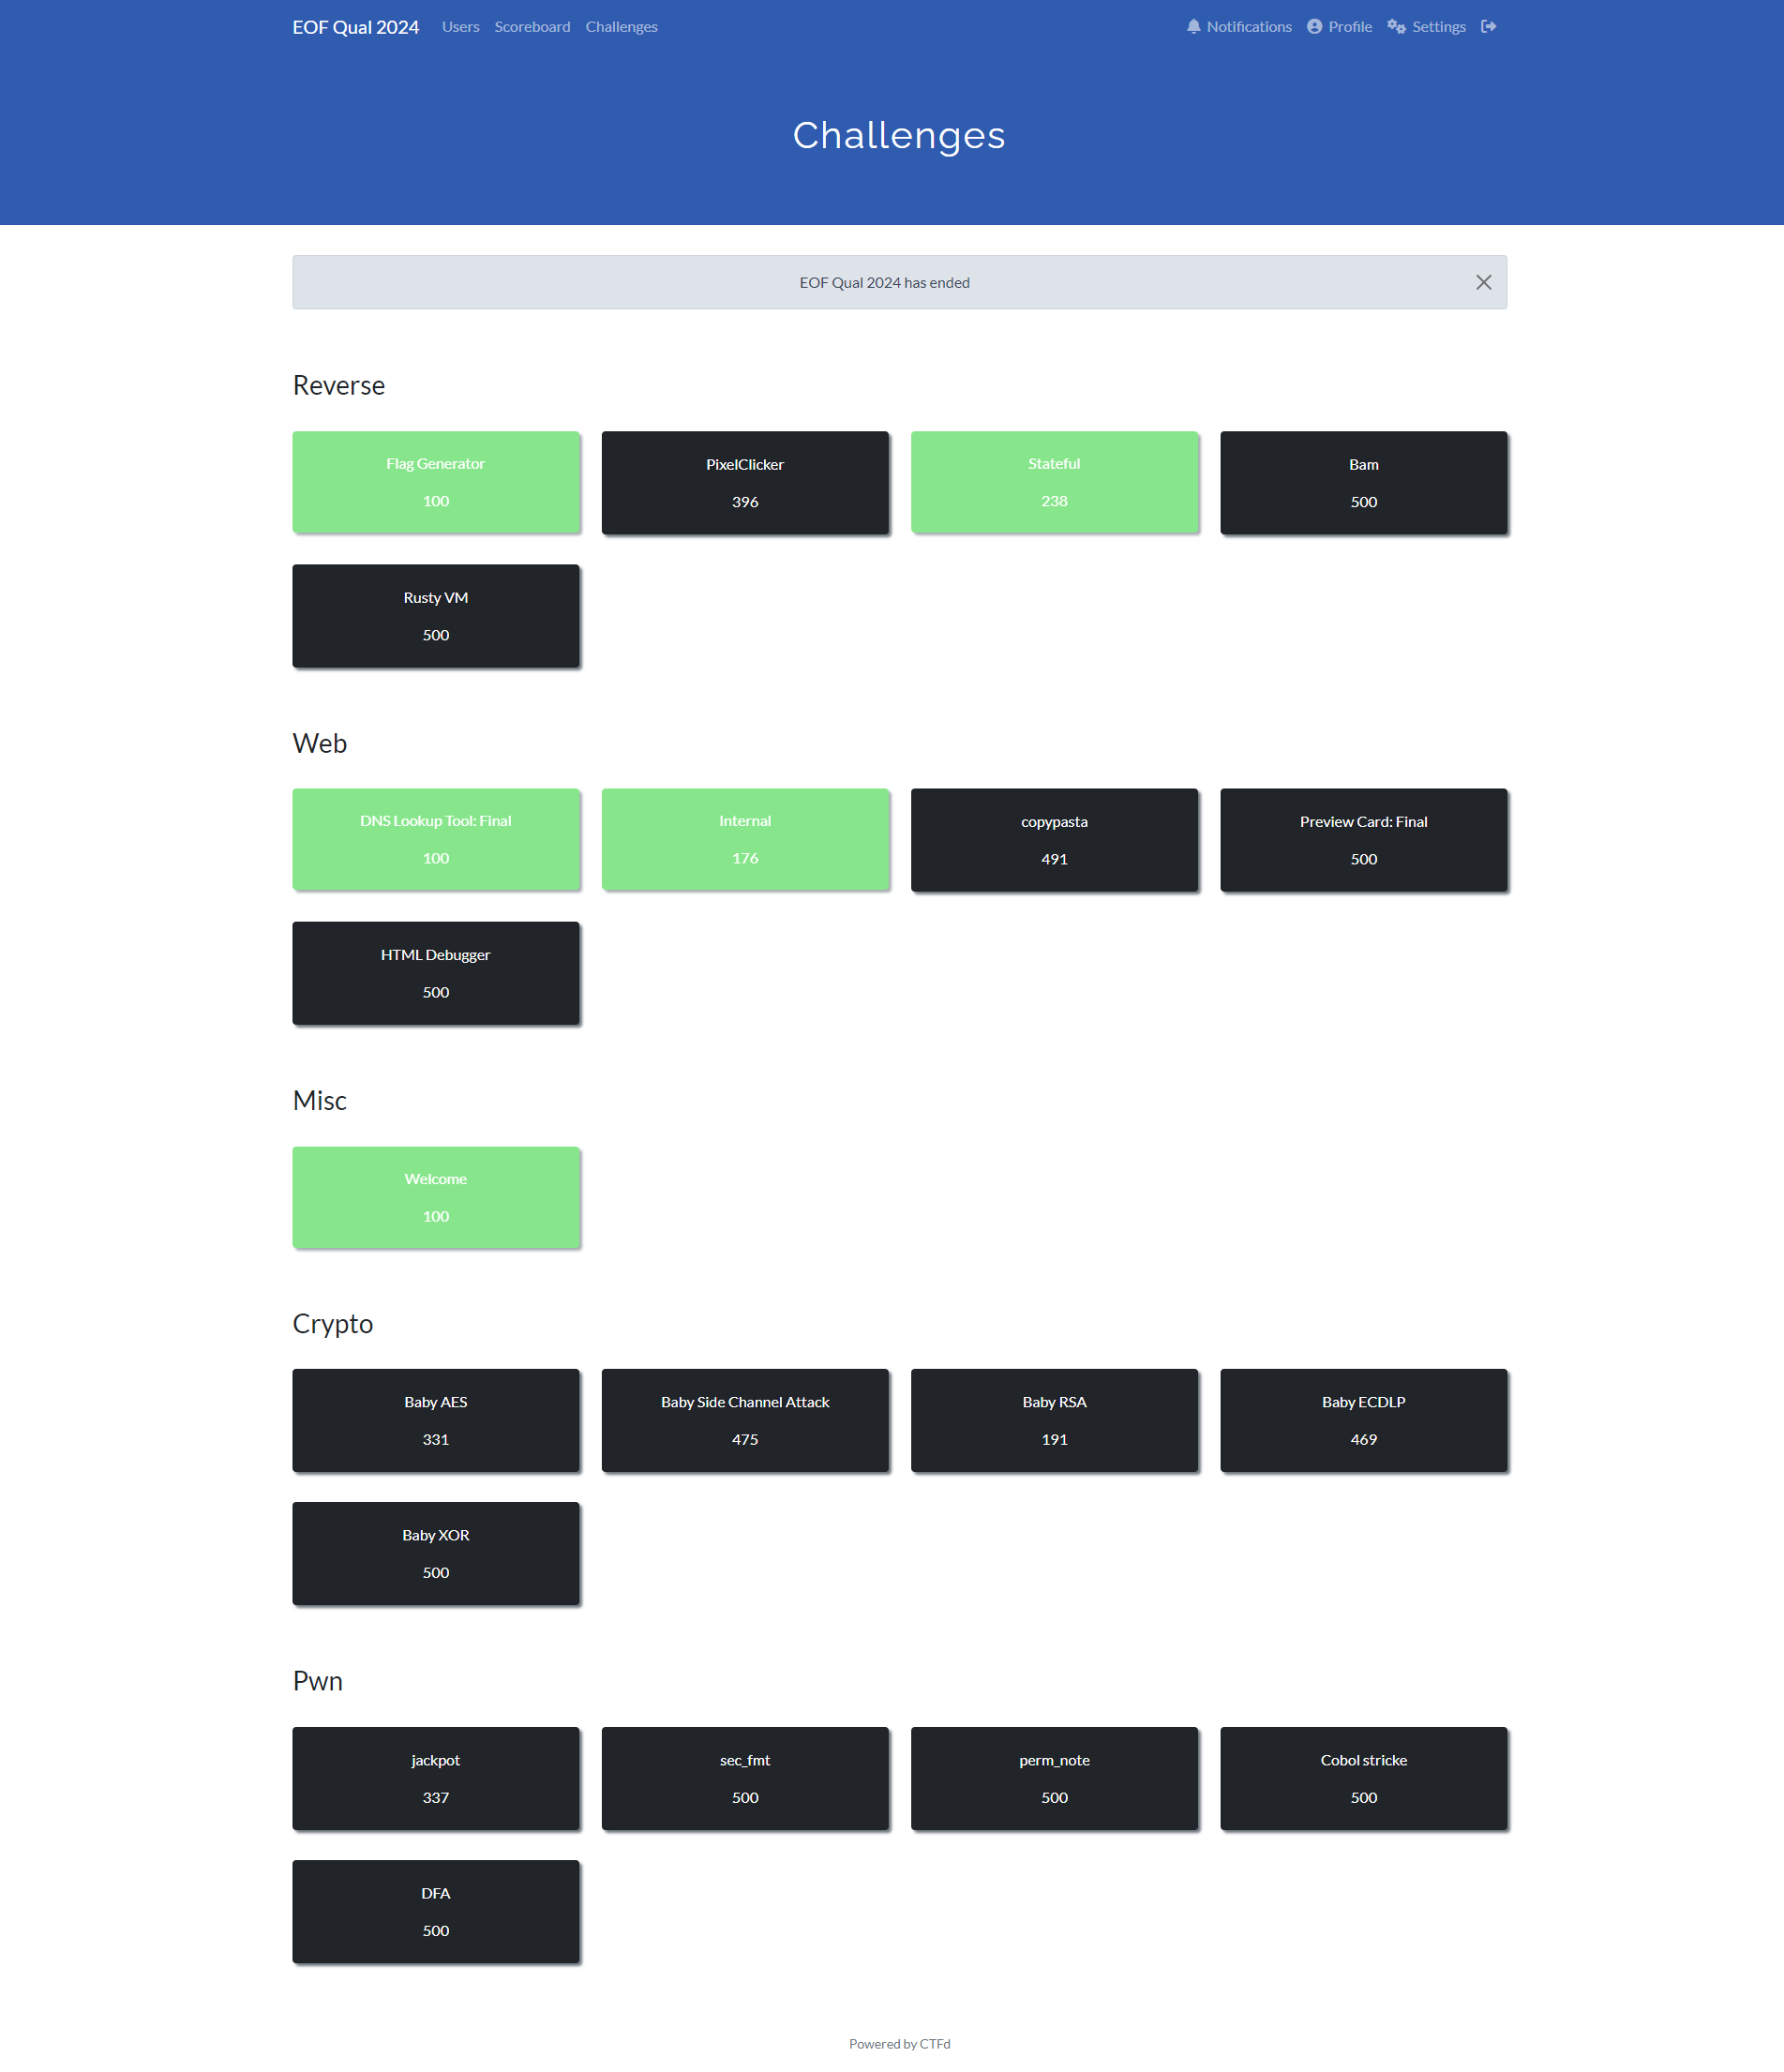 EOF Qual 2024 Users Scoreboard Challenges Notifications Profile Settings
Challenges
EOF Qual 2024 has ended
Reverse
Flag Generator
100
PixelClicker
396
Stateful
238
Bam
500
Rusty VM
500
Web
DNS Lookup Tool: Final
100
Internal
176
copypasta
491
Preview Card: Final
500
HTML Debugger
500
Misc
Welcome
100
Crypto
Baby AES
331
Baby Side Channel Attack
475
Baby RSA
191
Baby ECDLP
469
Baby XOR
500
Pwn
jackpot
337
sec_fmt
500
perm_note
500
Cobol stricke
500
DFA
500
Powered by CTFd